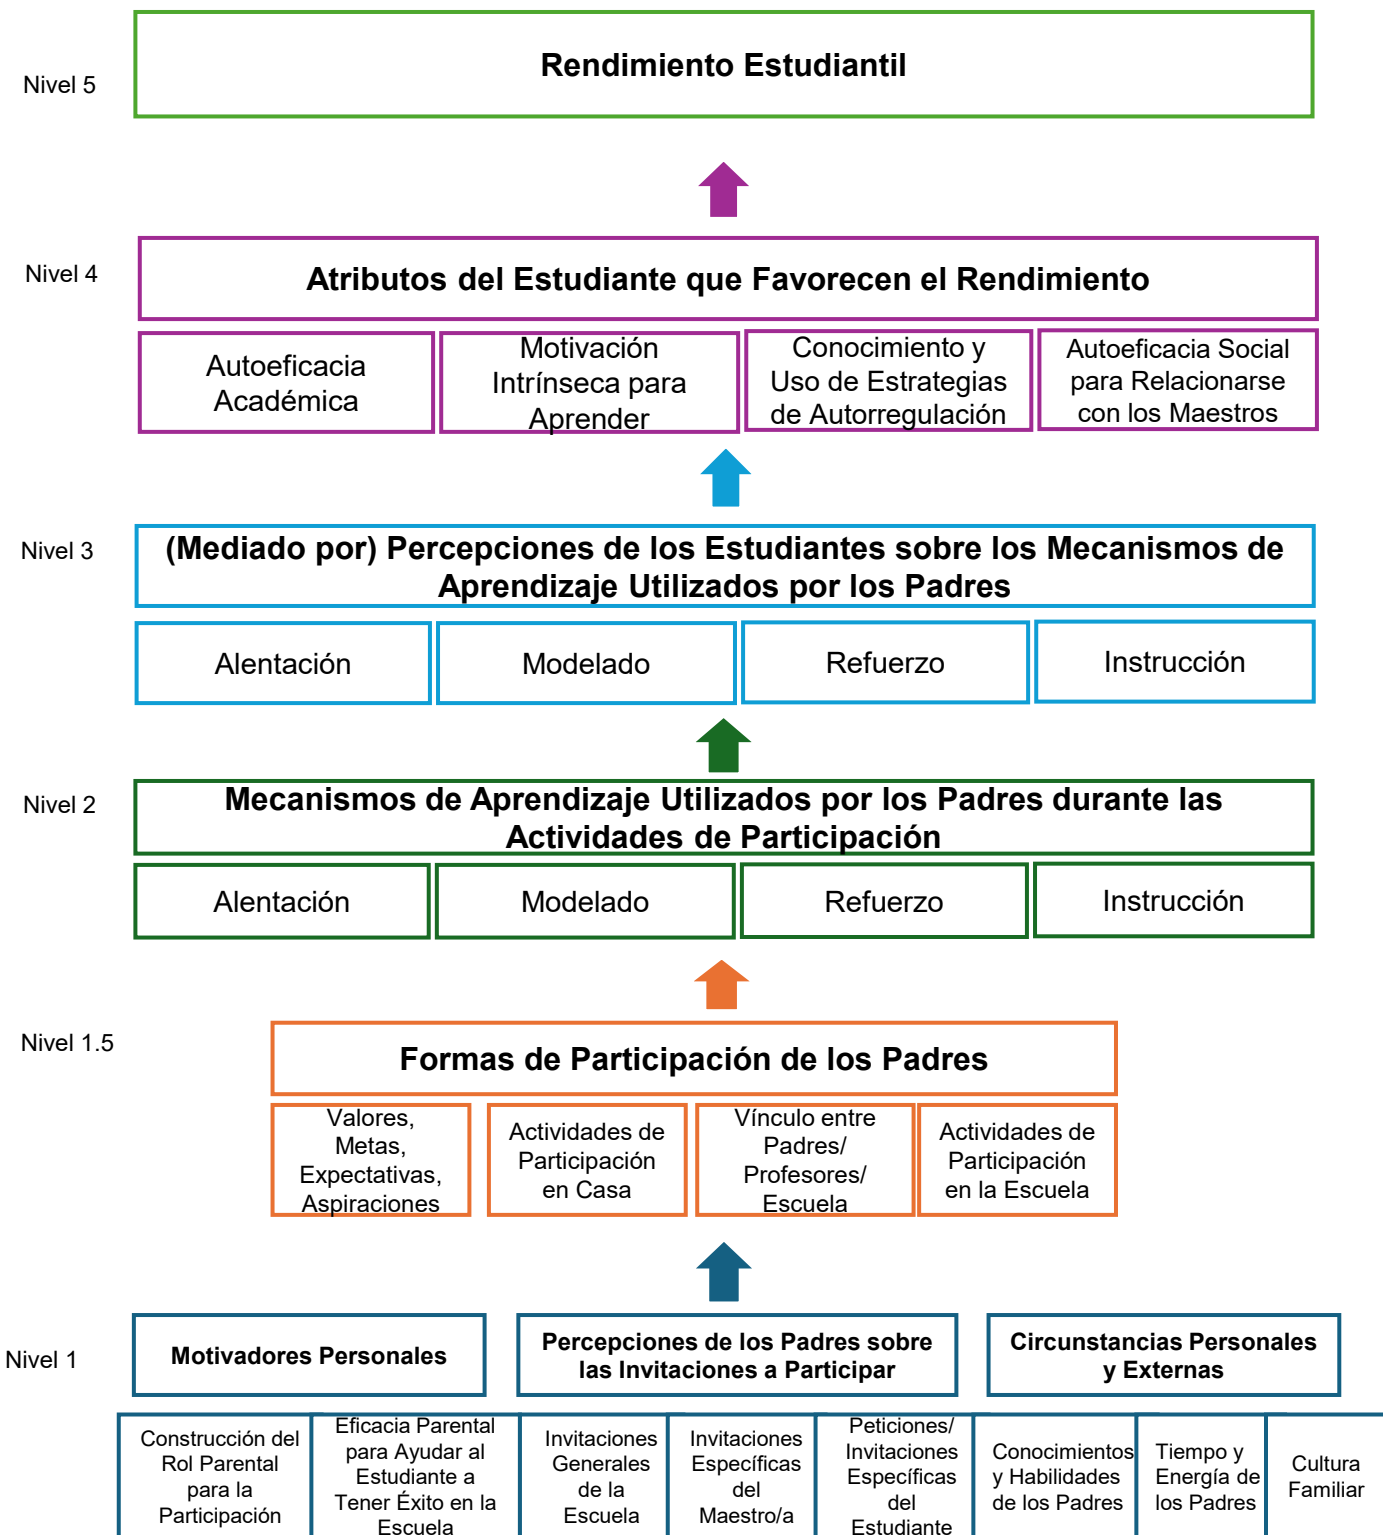 Nivel 5
Rendimiento Estudiantil
Nivel 4
Atributos del Estudiante que Favorecen el Rendimiento
Autoeficacia
Académica
Motivación
Intrínseca para
Aprender
Conocimiento y
Uso de Estrategias
de Autorregulación
Autoeficacia Social
para Relacionarse
con los Maestros
Nivel 3
(Mediado por) Percepciones de los Estudiantes sobre los Mecanismos de
Aprendizaje Utilizados por los Padres
Alentación
Modelado
Refuerzo
Instrucción
Nivel 2
Mecanismos de Aprendizaje Utilizados por los Padres durante las
Actividades de Participación
Alentación
Modelado
Refuerzo
Instrucción
Nivel 1.5
Formas de Participación de los Padres
Valores,
Metas,
Expectativas,
Aspiraciones
Actividades de
Participación
en Casa
Vínculo entre
Padres/
Profesores/
Escuela
Actividades de
Participación
en la Escuela
Nivel 1
Motivadores Personales
Percepciones de los Padres sobre
las Invitaciones a Participar
Circunstancias Personales
y Externas
Construcción del
Rol Parental
para la
Participación
Eficacia Parental
para Ayudar al
Estudiante a
Tener Éxito en la
Escuela
Invitaciones
Generales
de la
Escuela
Invitaciones
Específicas
del
Maestro/a
Peticiones/
Invitaciones
Específicas
del
Estudiante
Conocimientos
y Habilidades
de los Padres
Tiempo y
Energía de
los Padres
Cultura
Familiar